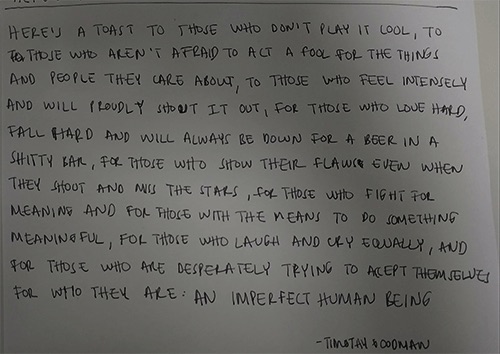 HERE'S A TOAST TO THOSE WHO DON'T PLAY IT COOL, TO
TO THOSE WHO AREN'T AFRAID TO ACT A FOOL FOR THE THINGS
AND PEOPLE THEY CARE ABOUT, TO THOSE WHO FEEL INTENSELY
AND WILL PROUDLY SHOUT IT OUT, FOR THOSE WHO LOVE HARD,
FALL HARD AND WILL ALWAYS BE DOWN FOR A BEER IN A
SHITTY BAR, FOR THOSE WHO SHOW THEIR FLAWS EVEN WHEN
THEY SHOOT AND MISS THE STARS, FOR THOSE WHO FIGHT FOR
MEANING AND FOR THOSE WITH THE MEANS TO DO SOMETHING
MEANINGFUL, FOR THOSE WHO LAUGH AND CRY EQUALLY, AND
FOR THOSE WHO ARE DESPERATELY TRYING TO ACEPT THEMSELVES
FOR WHO THEY ARE: AN IMPERFECT HUMAN BEING
-TIMOTHY GOODMAN